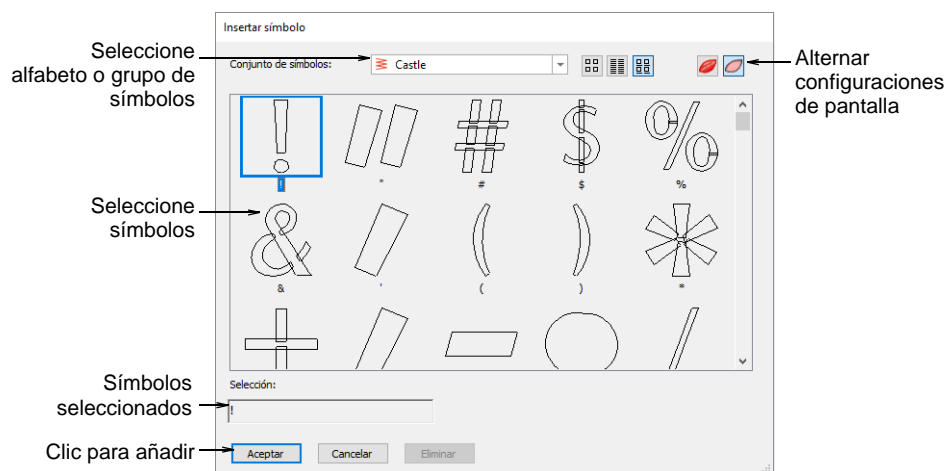 Insertar símbolo
Seleccione
alfabeto o grupo de
símbolos
Conjunto de símbolos:
Castle
Alternar
configuraciones
de pantalla
!
"
#
$
%
Seleccione
símbolos
&
'
(
)
*
Símbolos
seleccionados
Selección:
!
Clic para añadir
Aceptar
Cancelar
Eliminar